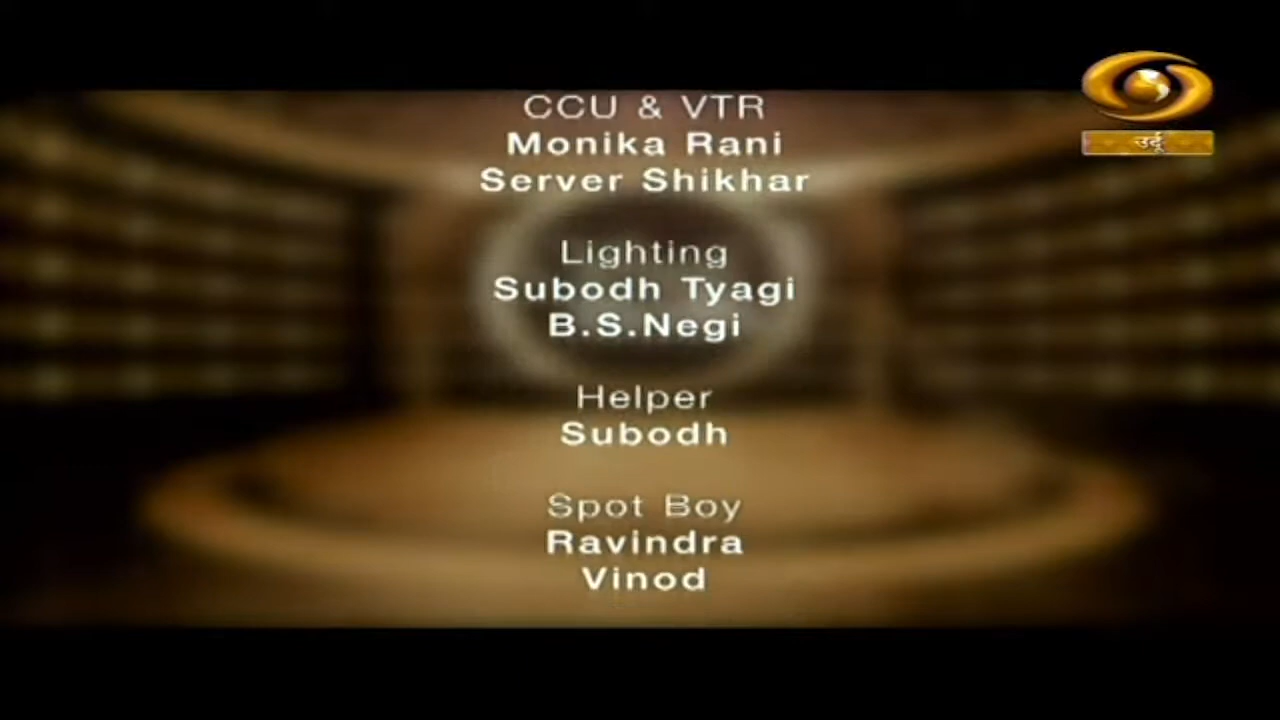 CCU & VTR
Monika Rani
Server Shikhar
Lighting
Subodh Tyagi
B.S.Negi
Helper
Subodh
Spot Boy
Ravindra
Vinod
उर्दू